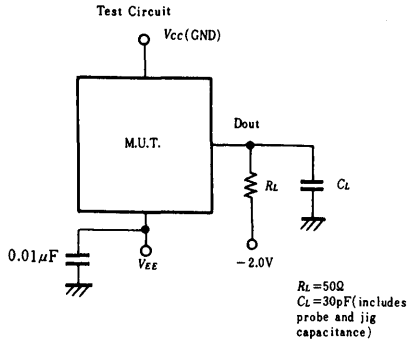 Test Circuit
Vcc(GND)
M.U.T.
Dout
RL
CL
0.01μF
VEE
−2.0V
RL=50Ω
CL=30pF(includes
probe and jig
capacitance)